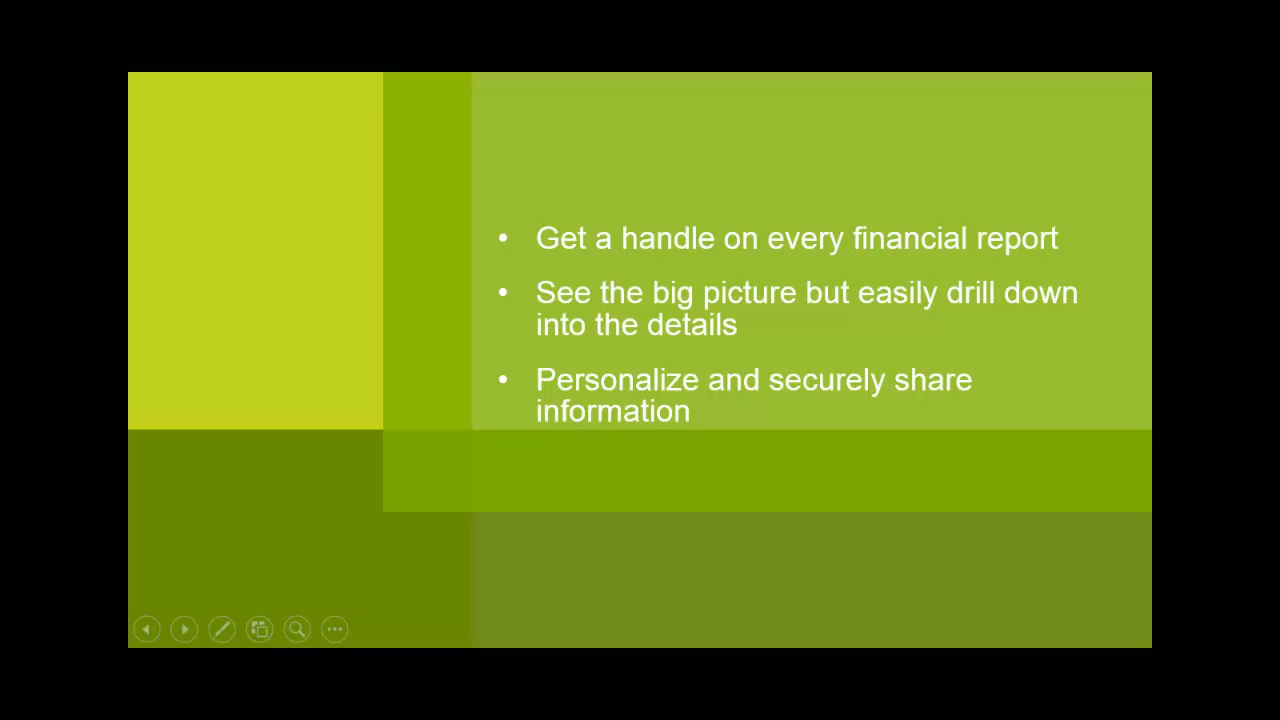 • Get a handle on every financial report
• See the big picture but easily drill down
into the details
• Personalize and securely share
information